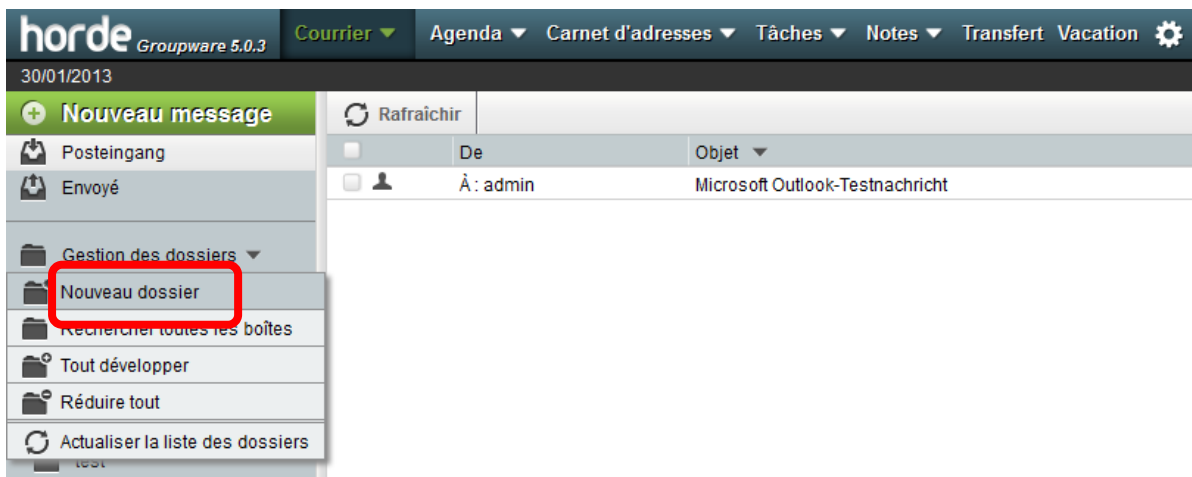 horde Groupware 5.0.3 Courrier Agenda Carnet d'adresses Tâches Notes Transfert Vacation
30/01/2013
Nouveau message Rafraîchir
Posteingang De Objet
Envoyé À : admin Microsoft Outlook-Testnachricht
Gestion des dossiers
Nouveau dossier
Rechercher toutes les boîtes
Tout développer
Réduire tout
Actualiser la liste des dossiers
test